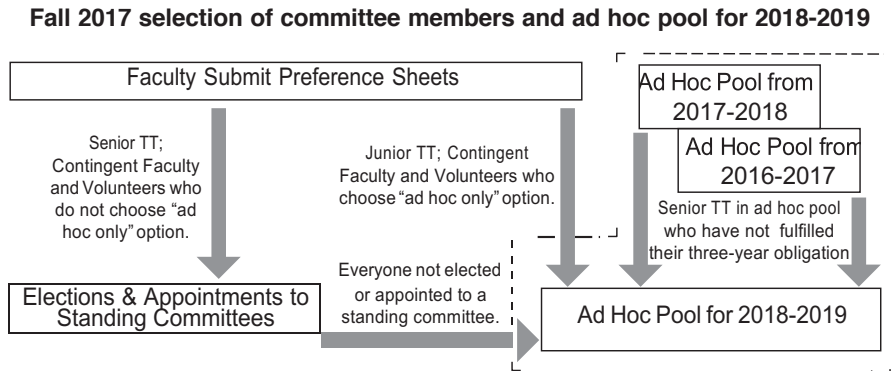 Fall 2017 selection of committee members and ad hoc pool for 2018-2019
Faculty Submit Preference Sheets
Ad Hoc Pool from
2017-2018
Ad Hoc Pool from
2016-2017
Senior TT;
Contingent Faculty
and Volunteers who
do not choose “ad
hoc only” option.
Junior TT; Contingent
Faculty and Volunteers who
choose “ad hoc only” option.
Senior TT in ad hoc pool
who have not fulfilled
their three-year obligation
Elections & Appointments to
Standing Committees
Everyone not elected
or appointed to a
standing committee.
Ad Hoc Pool for 2018-2019